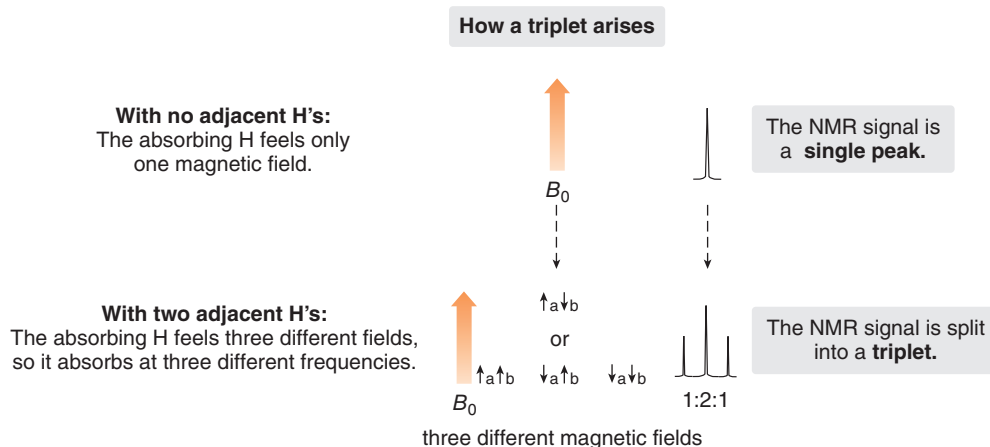 How a triplet arises
With no adjacent H's:
The absorbing H feels only
one magnetic field.
B0
The NMR signal is
a single peak.
With two adjacent H's:
The absorbing H feels three different fields,
so it absorbs at three different frequencies.
B0
↑a↓b
or
↑a↑b ↓a↑b ↓a↓b
1:2:1
The NMR signal is split
into a triplet.
three different magnetic fields